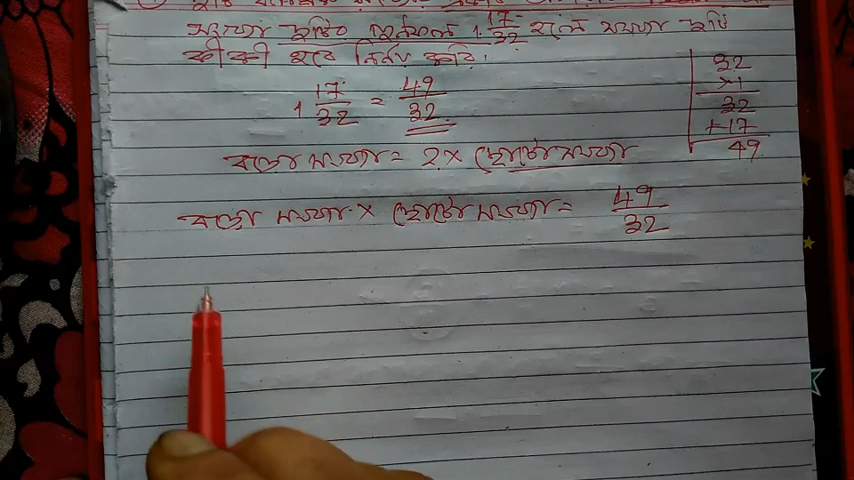 সংখ্যা দুটির গুণফল 1 17/32 হলে সংখ্যা দুটি
কী কী হবে নির্ণয় করি।
1 17/32 = 49/32
32
×1
32
+17
49
বড়ো সংখ্যা = 2 × ছোটো সংখ্যা
বড়ো সংখ্যা × ছোটো সংখ্যা = 49/32